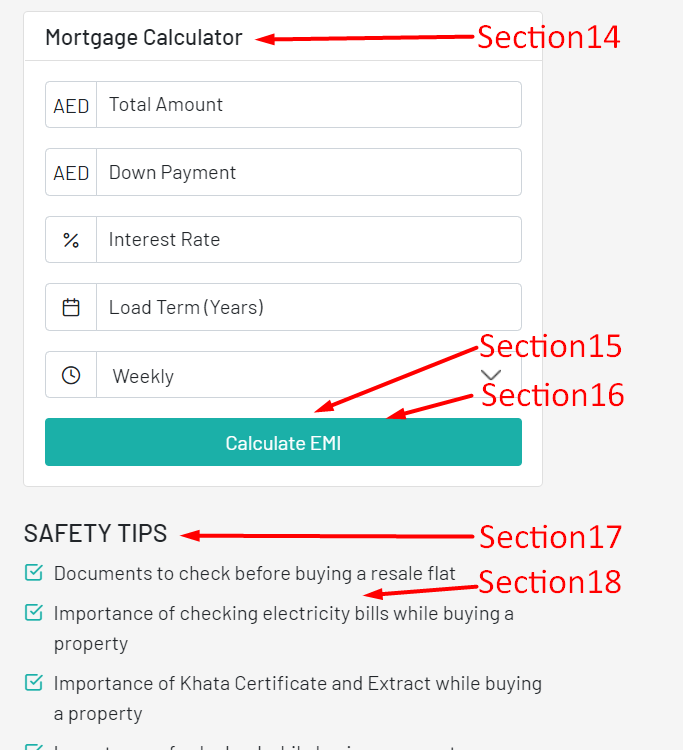 Mortgage Calculator
Section14
AED Total Amount
AED Down Payment
% Interest Rate
Load Term (Years)
Section15
Weekly
Section16
Calculate EMI
SAFETY TIPS
Section17
Documents to check before buying a resale flat
Section18
Importance of checking electricity bills while buying a
property
Importance of Khata Certificate and Extract while buying
a property